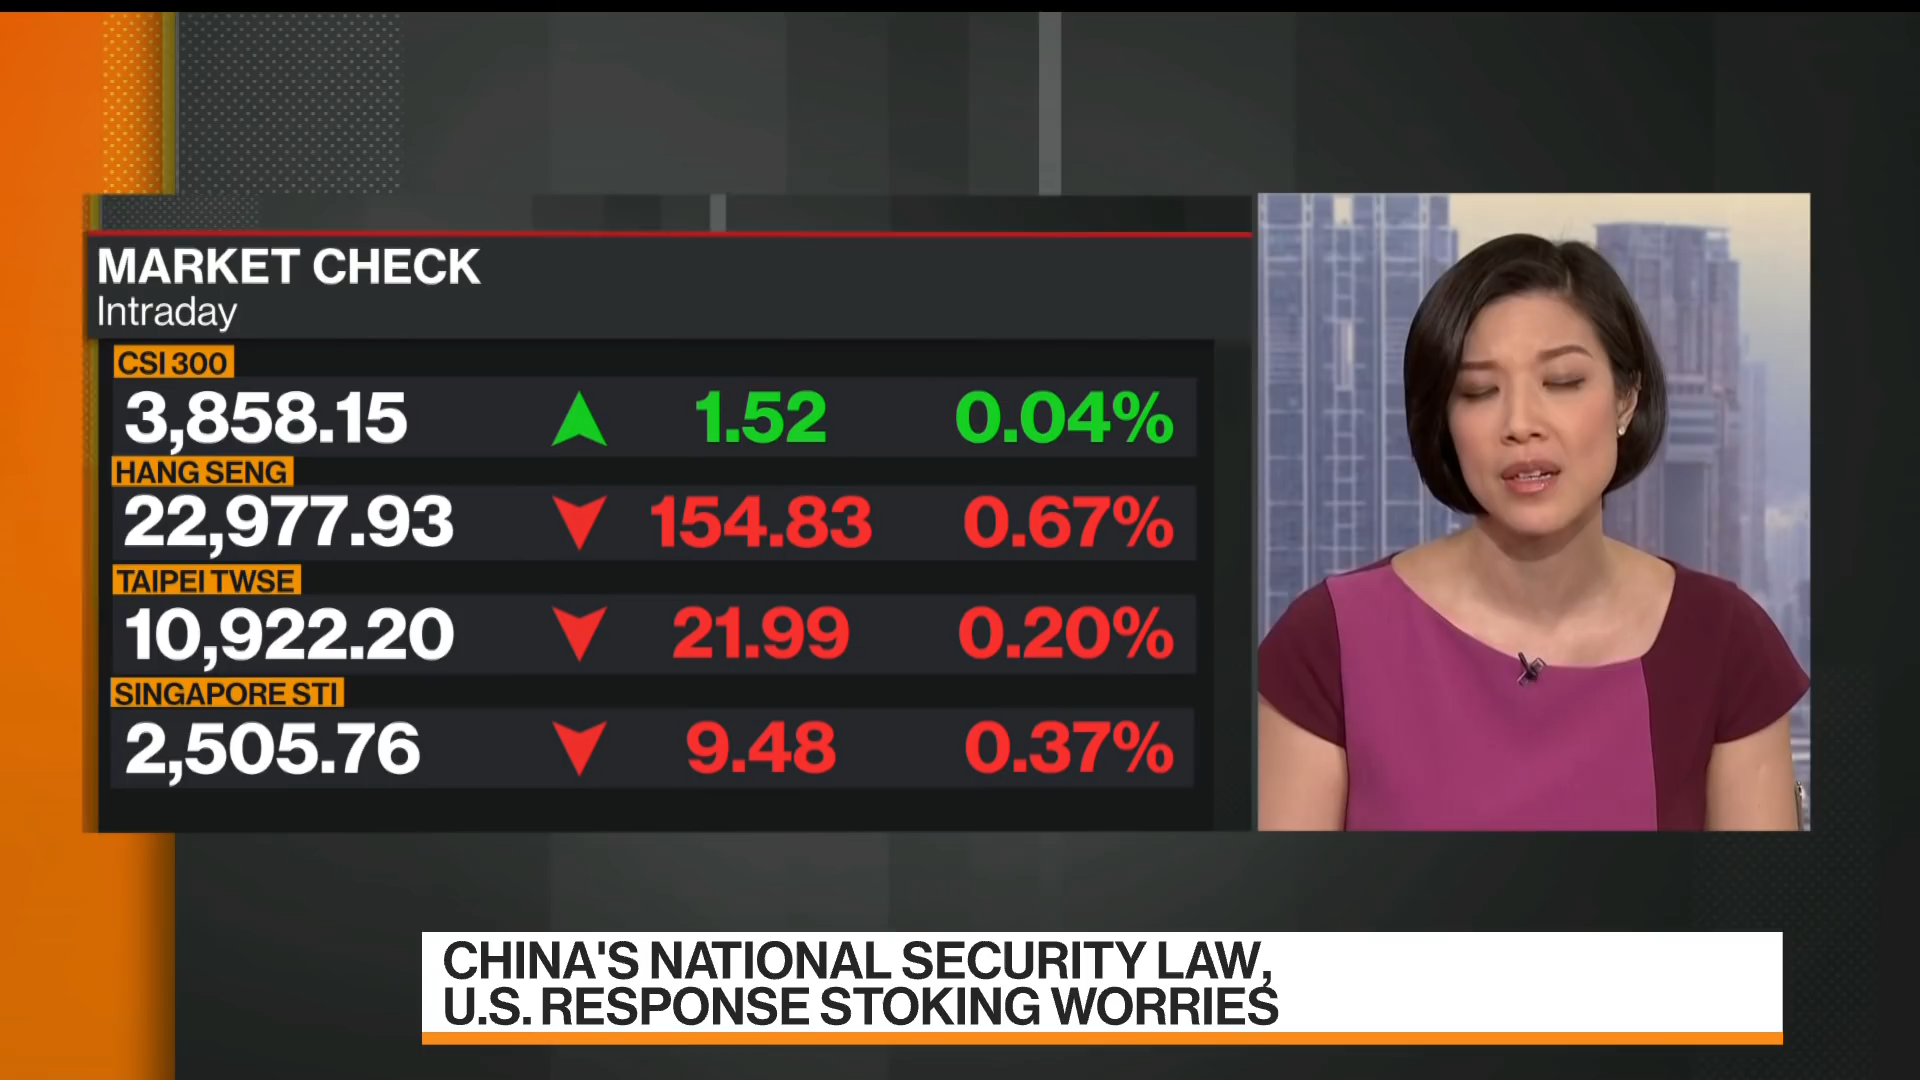 MARKET CHECK
Intraday
CSI 300
3,858.15 1.52 0.04%
HANG SENG
22,977.93 154.83 0.67%
TAIPEI TWSE
10,922.20 21.99 0.20%
SINGAPORE STI
2,505.76 9.48 0.37%
CHINA'S NATIONAL SECURITY LAW,
U.S. RESPONSE STOKING WORRIES